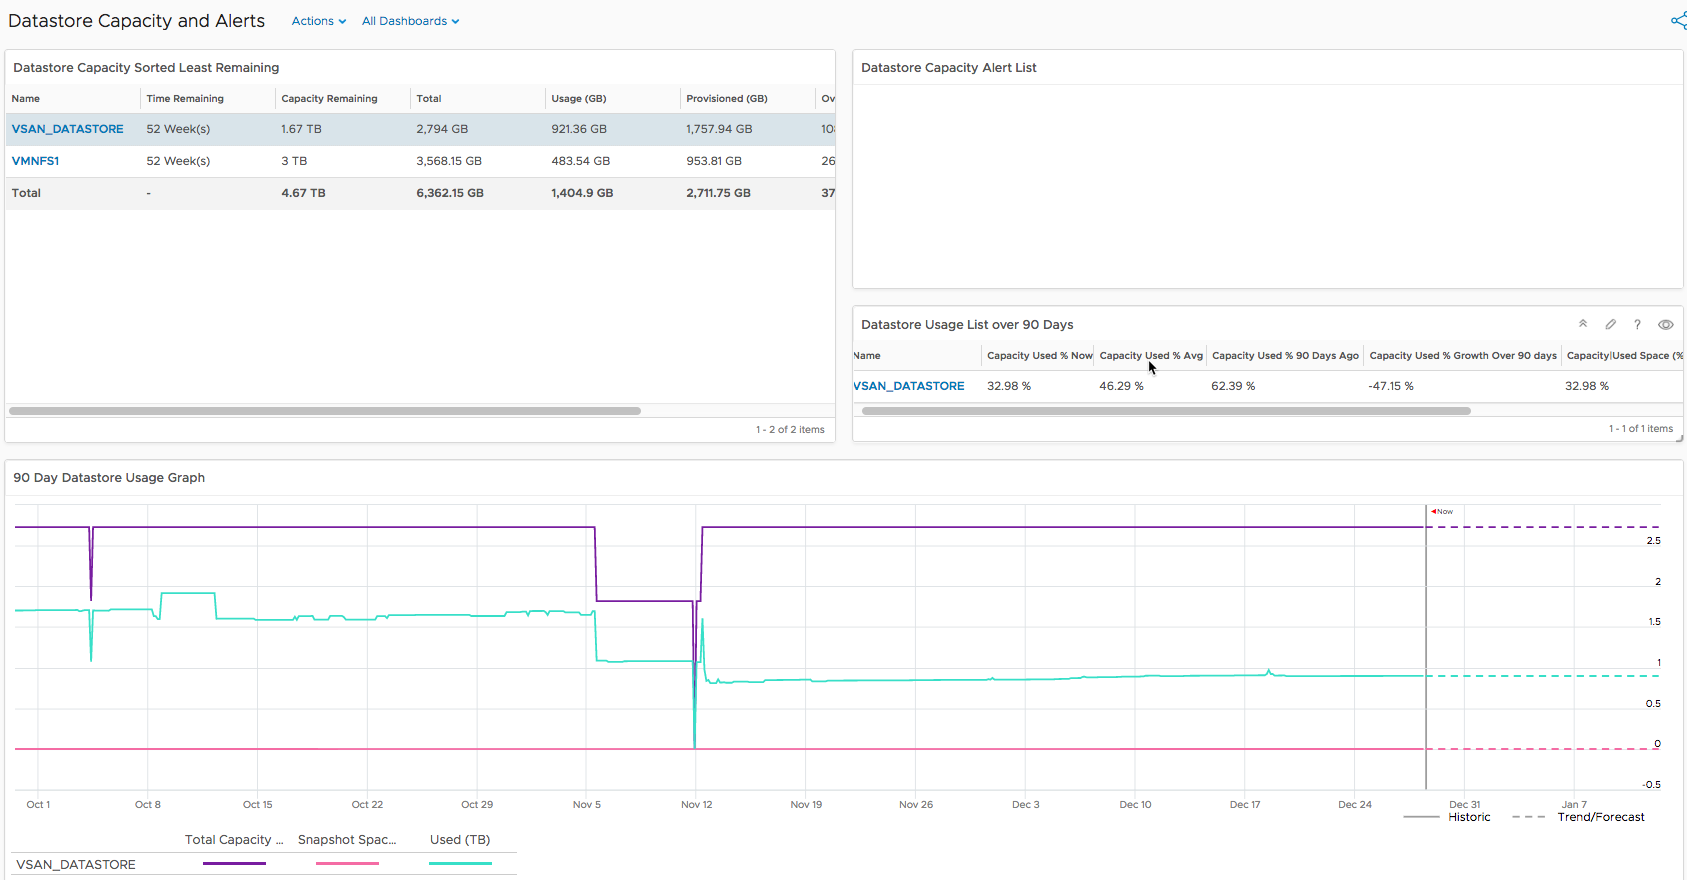 Datastore Capacity and Alerts Actions All Dashboards
Datastore Capacity Sorted Least Remaining
Name Time Remaining Capacity Remaining Total Usage (GB) Provisioned (GB) Ov
VSAN_DATASTORE 52 Week(s) 1.67 TB 2,794 GB 921.36 GB 1,757.94 GB 10
VMNFS1 52 Week(s) 3 TB 3,568.15 GB 483.54 GB 953.81 GB 26
Total - 4.67 TB 6,362.15 GB 1,404.9 GB 2,711.75 GB 37
1 - 2 of 2 items
Datastore Capacity Alert List
Datastore Usage List over 90 Days ?
Name Capacity Used % Now Capacity Used % Avg Capacity Used % 90 Days Ago Capacity Used % Growth Over 90 days Capacity|Used Space (%
VSAN_DATASTORE 32.98 % 46.29 % 62.39 % -47.15 % 32.98 %
1 - 1 of 1 items
90 Day Datastore Usage Graph
Now
2.5
2
1.5
1
0.5
0
-0.5
Oct 1 Oct 8 Oct 15 Oct 22 Oct 29 Nov 5 Nov 12 Nov 19 Nov 26 Dec 3 Dec 10 Dec 17 Dec 24 Dec 31 Jan 7
Historic Trend/Forecast
Total Capacity ... Snapshot Spac... Used (TB)
VSAN_DATASTORE